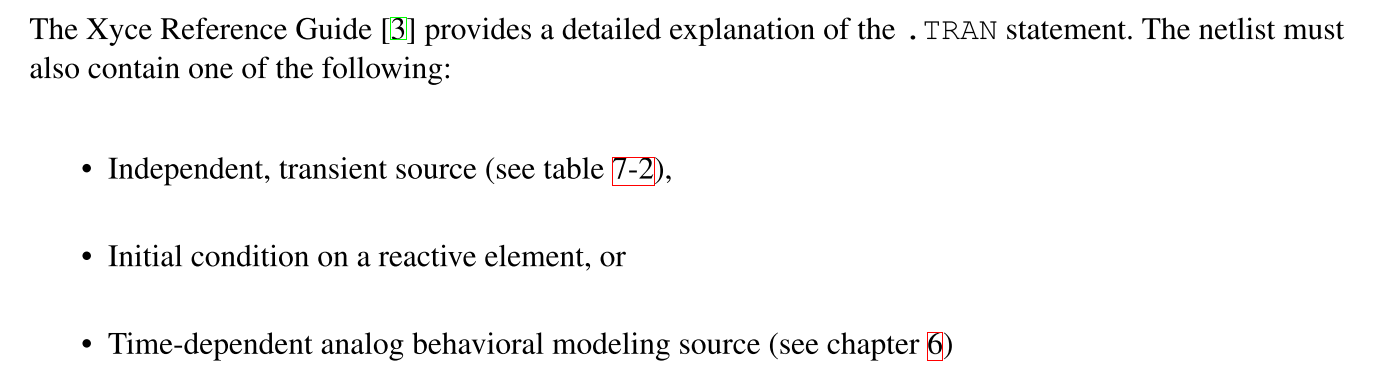 The Xyce Reference Guide [3] provides a detailed explanation of the .TRAN statement. The netlist must
also contain one of the following:
• Independent, transient source (see table 7-2),
• Initial condition on a reactive element, or
• Time-dependent analog behavioral modeling source (see chapter 6)